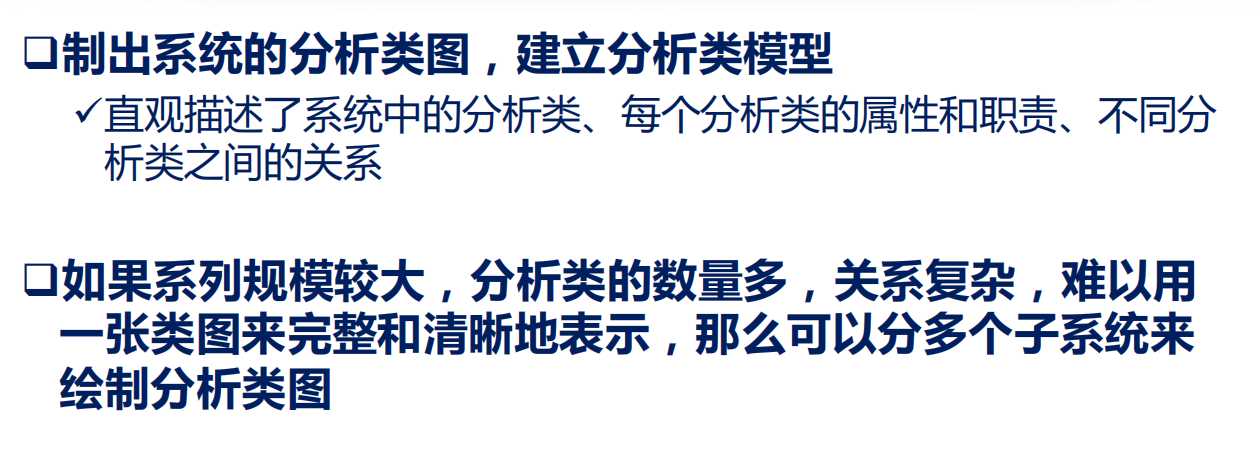 ❑制出系统的分析类图，建立分析类模型
✓直观描述了系统中的分析类、每个分析类的属性和职责、不同分
析类之间的关系
❑如果系列规模较大，分析类的数量多，关系复杂，难以用
一张类图来完整和清晰地表示，那么可以分多个子系统来
绘制分析类图